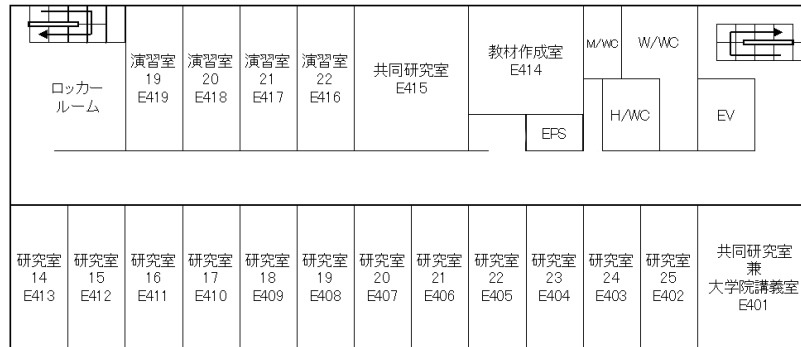 ロッカー
ルーム
演習室
19
E419
演習室
20
E418
演習室
21
E417
演習室
22
E416
共同研究室
E415
教材作成室
E414
EPS
M/WC
W/WC
H/WC
EV
研究室
14
E413
研究室
15
E412
研究室
16
E411
研究室
17
E410
研究室
18
E409
研究室
19
E408
研究室
20
E407
研究室
21
E406
研究室
22
E405
研究室
23
E404
研究室
24
E403
研究室
25
E402
共同研究室
兼
大学院講義室
E401